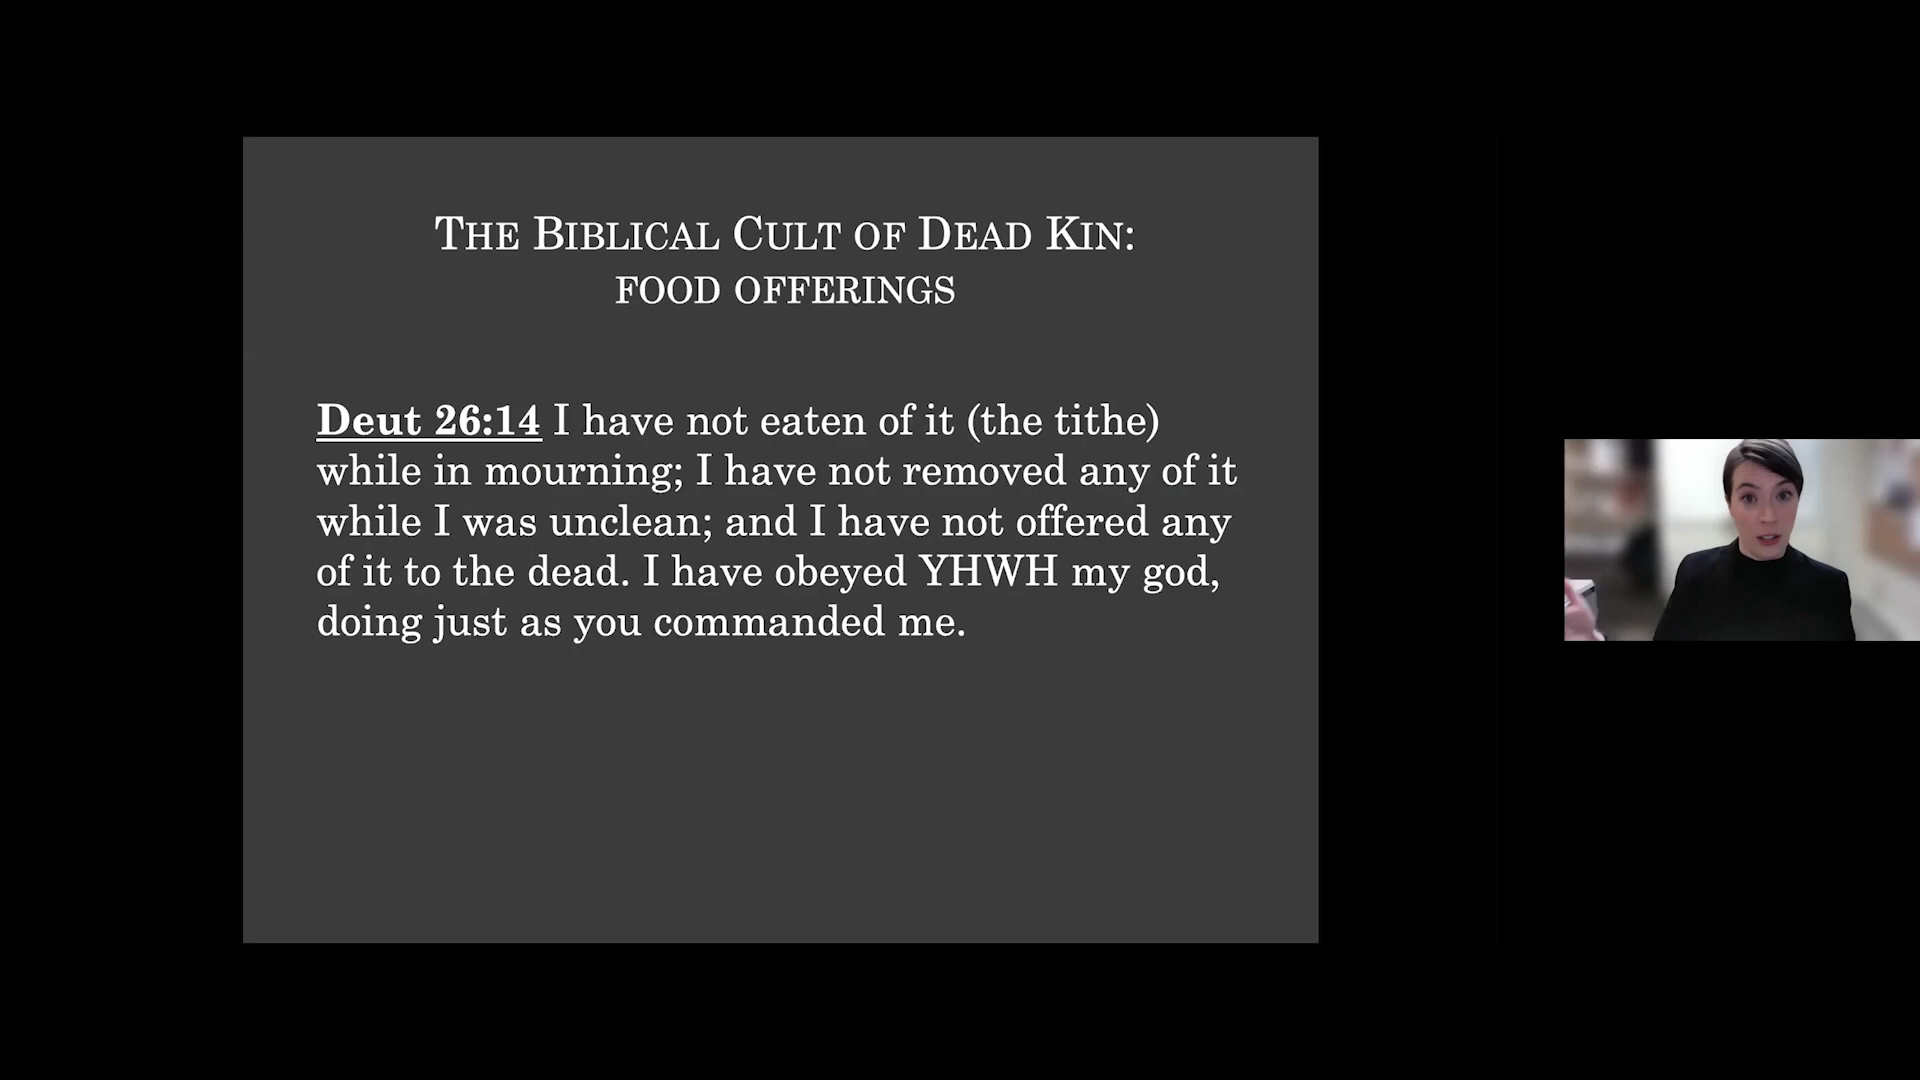 THE BIBLICAL CULT OF DEAD KIN:
FOOD OFFERINGS
Deut 26:14 I have not eaten of it (the tithe)
while in mourning; I have not removed any of it
while I was unclean; and I have not offered any
of it to the dead. I have obeyed YHWH my god,
doing just as you commanded me.